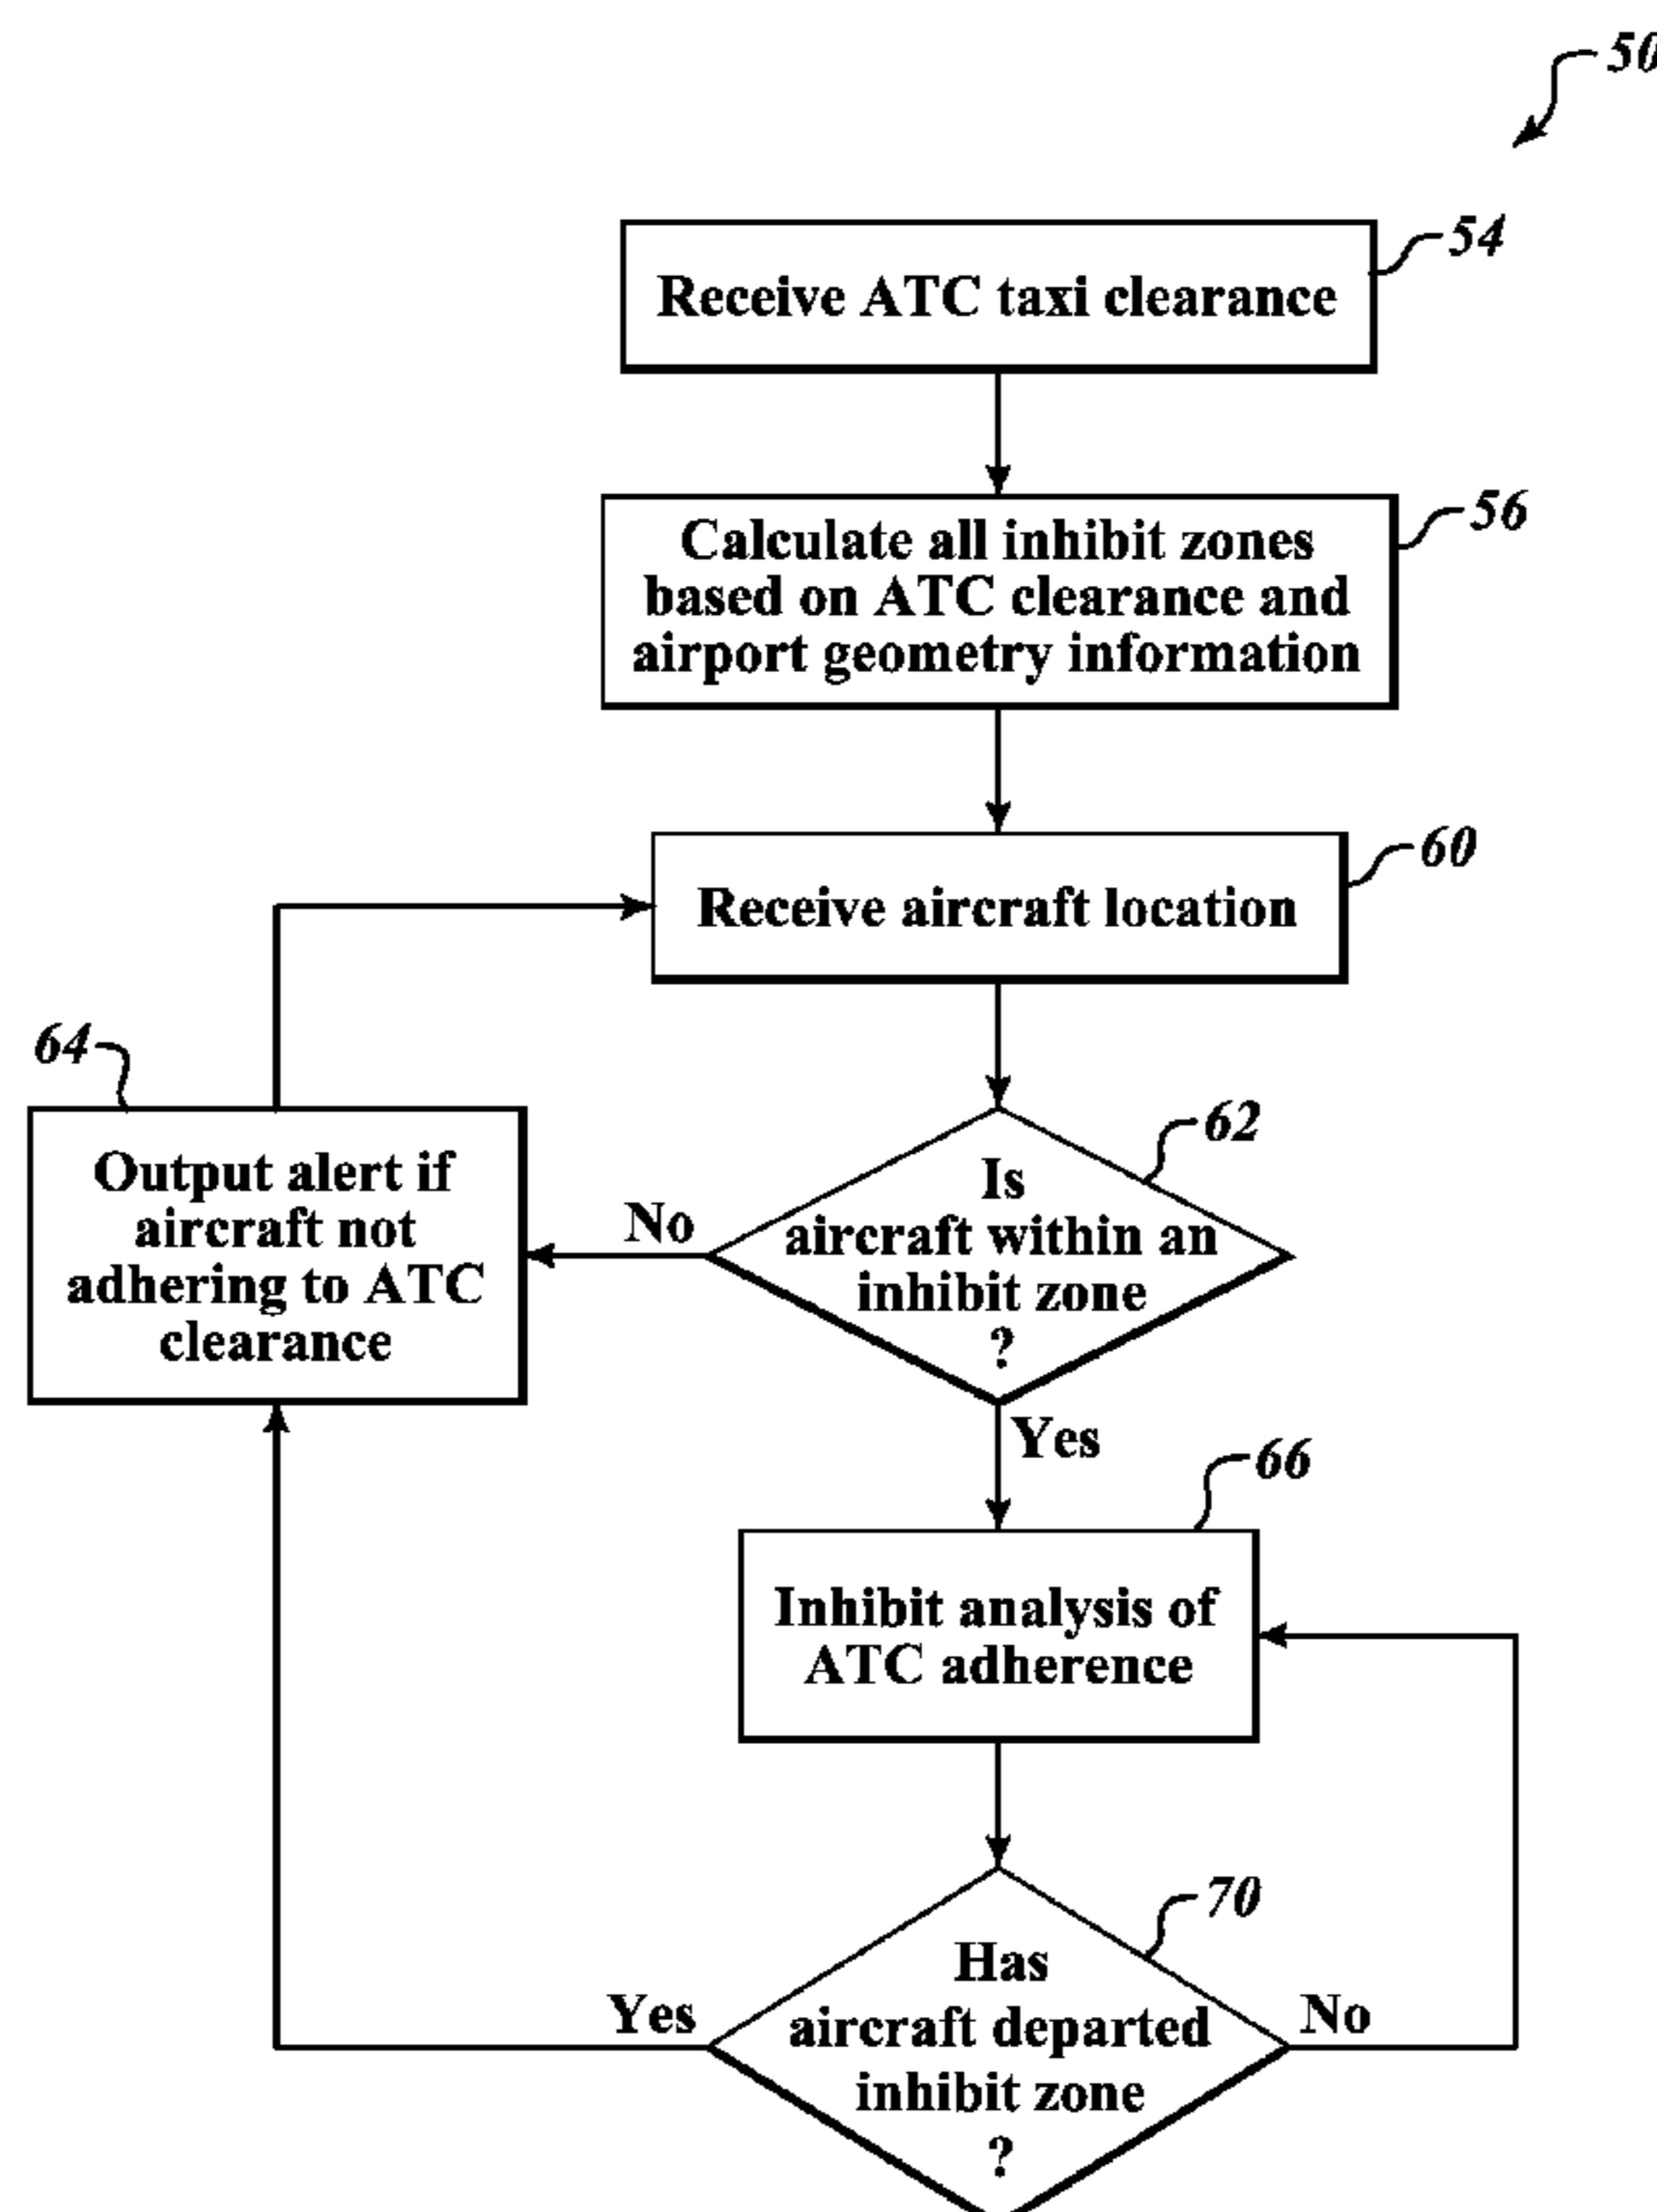 50
54
Receive ATC taxi clearance
56
Calculate all inhibit zones
based on ATC clearance and
airport geometry information
60
Receive aircraft location
64
Output alert if
aircraft not
adhering to ATC
clearance
No
62
Is
aircraft within an
inhibit zone
?
Yes
66
Inhibit analysis of
ATC adherence
70
Has
aircraft departed
inhibit zone
?
Yes
No